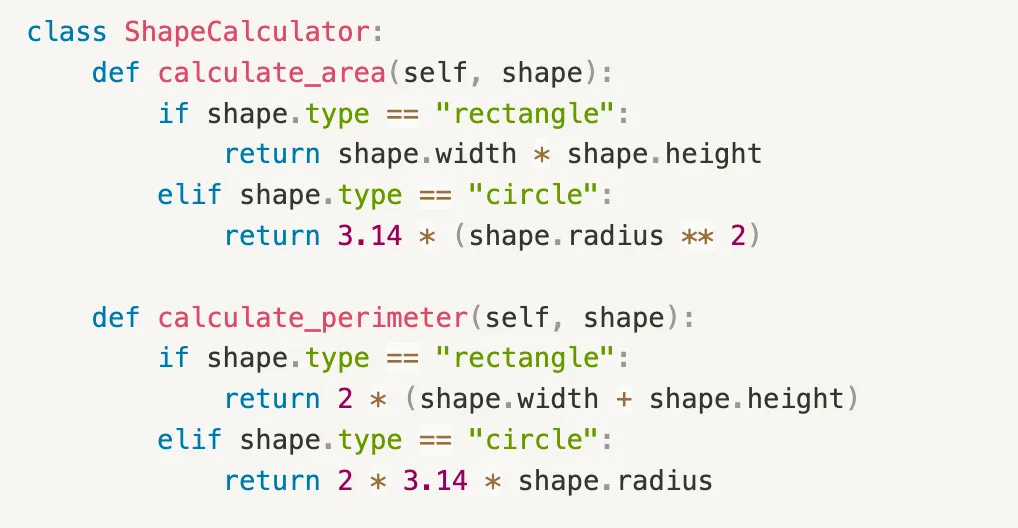 class ShapeCalculator:
    def calculate_area(self, shape):
        if shape.type == "rectangle":
            return shape.width * shape.height
        elif shape.type == "circle":
            return 3.14 * (shape.radius ** 2)

    def calculate_perimeter(self, shape):
        if shape.type == "rectangle":
            return 2 * (shape.width + shape.height)
        elif shape.type == "circle":
            return 2 * 3.14 * shape.radius